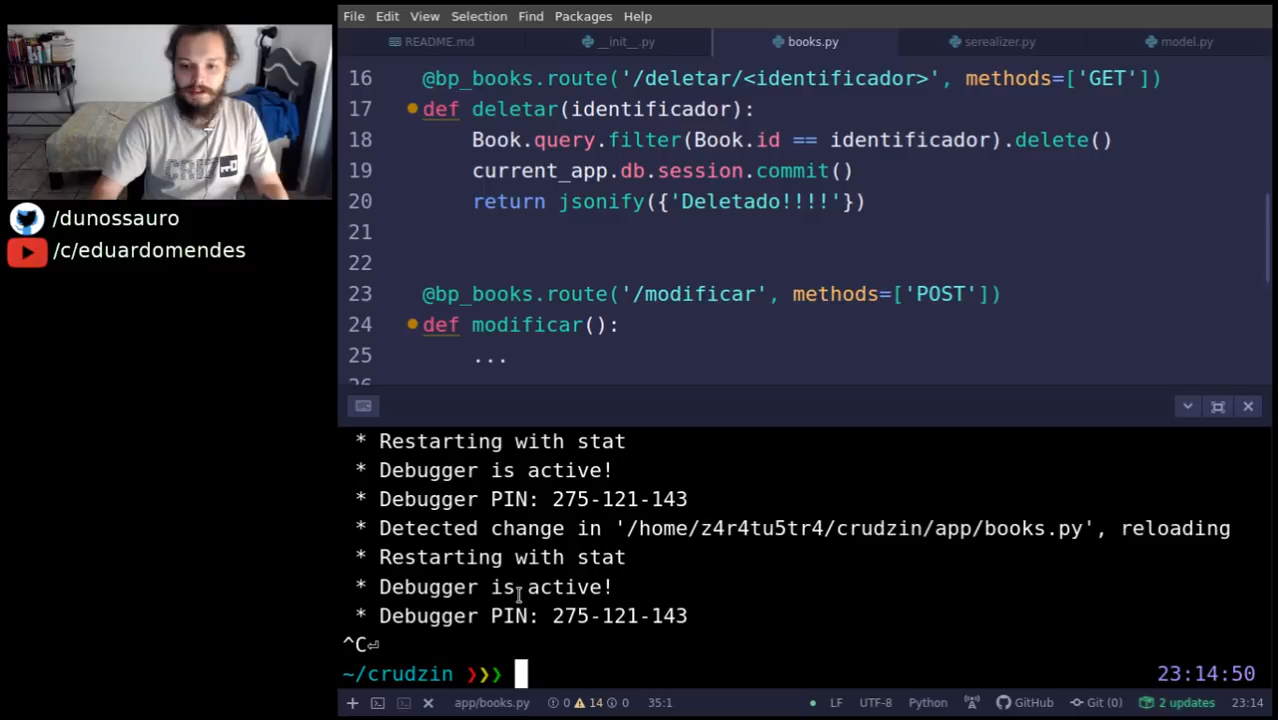 File Edit View Selection Find Packages Help
README.md __init__.py books.py serealizer.py model.py
16 @bp_books.route('/deletar/<identificador>', methods=['GET'])
17 def deletar(identificador):
18 Book.query.filter(Book.id == identificador).delete()
19 current_app.db.session.commit()
20 return jsonify({'Deletado!!!!'})
21
22
23 @bp_books.route('/modificar', methods=['POST'])
24 def modificar():
25 ...
/dunossauro
/c/eduardomendes
* Restarting with stat
* Debugger is active!
* Debugger PIN: 275-121-143
* Detected change in '/home/z4r4tu5tr4/crudzin/app/books.py', reloading
* Restarting with stat
* Debugger is active!
* Debugger PIN: 275-121-143
^C⏎
~/crudzin ❯❯❯ 23:14:50
app/books.py 0 14 0 35:1 LF UTF-8 Python GitHub Git (0) 2 updates 23:14